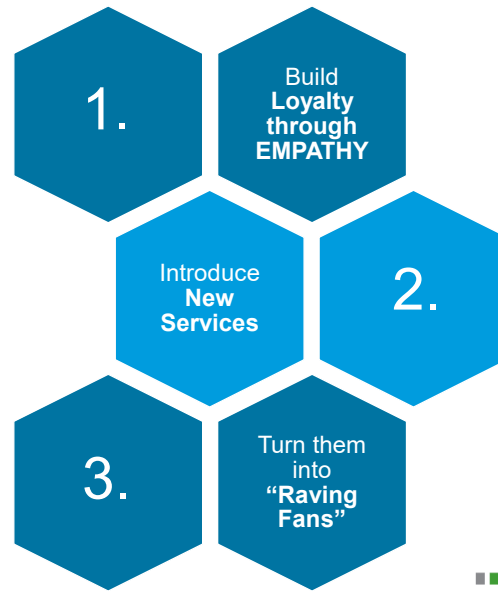 1.
Build
Loyalty
through
EMPATHY
Introduce
New
Services
2.
3.
Turn them
into
“Raving
Fans”